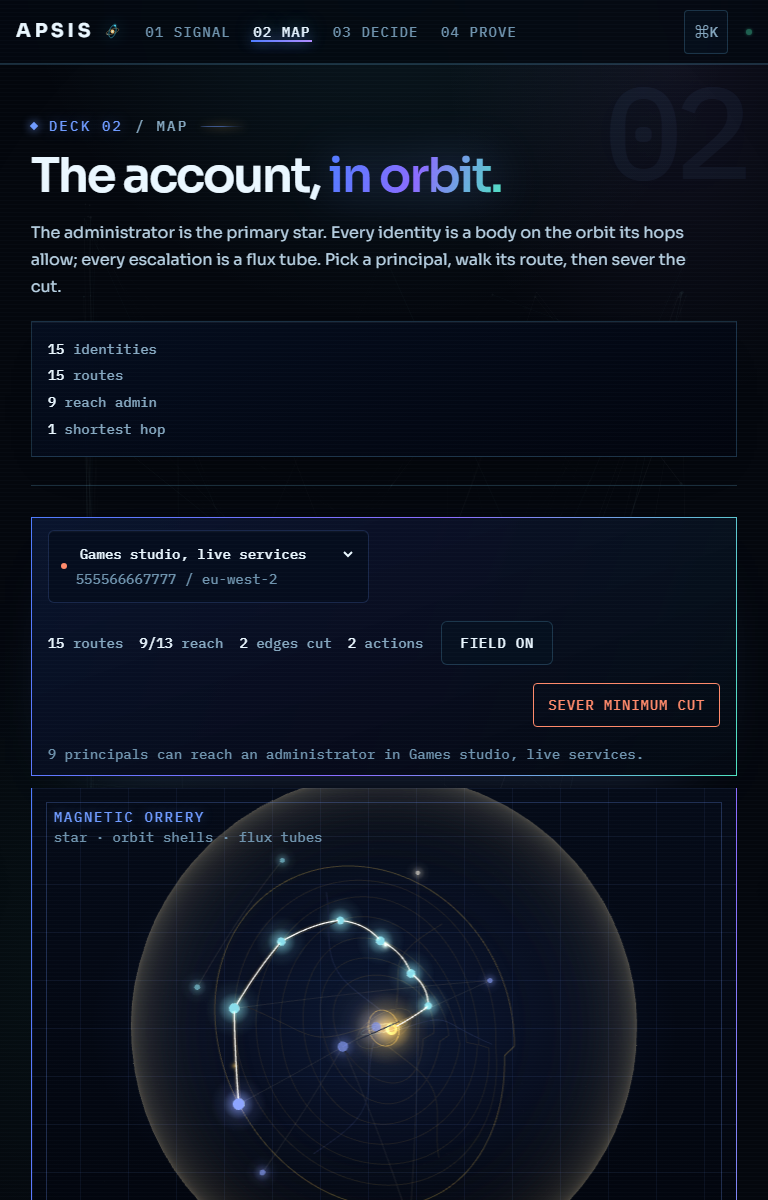 APSIS
01 SIGNAL
02 MAP
03 DECIDE
04 PROVE
⌘K
02
DECK 02 / MAP
The account, in orbit.
The administrator is the primary star. Every identity is a body on the orbit its hops
allow; every escalation is a flux tube. Pick a principal, walk its route, then sever the
cut.
15 identities
15 routes
9 reach admin
1 shortest hop
Games studio, live services
555566667777 / eu-west-2
15 routes 9/13 reach 2 edges cut 2 actions
FIELD ON
SEVER MINIMUM CUT
9 principals can reach an administrator in Games studio, live services.
MAGNETIC ORRERY
star · orbit shells · flux tubes